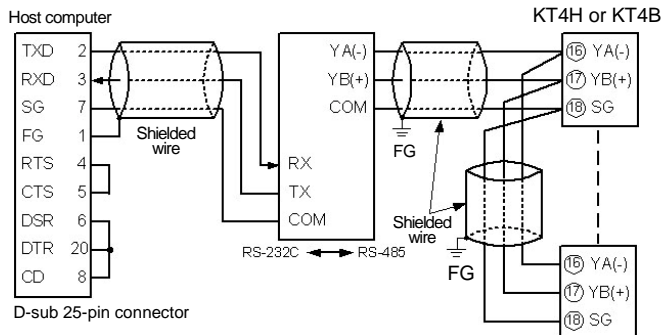 Host computer
KT4H or KT4B
TXD 2
RXD 3
SG 7
FG 1
RTS 4
CTS 5
DSR 6
DTR 20
CD 8
D-sub 25-pin connector
Shielded
wire
YA(-)
YB(+)
COM
RX
TX
COM
RS-232C
RS-485
FG
Shielded
wire
FG
⑯ YA(-)
⑰ YB(+)
⑱ SG
⑯ YA(-)
⑰ YB(+)
⑱ SG